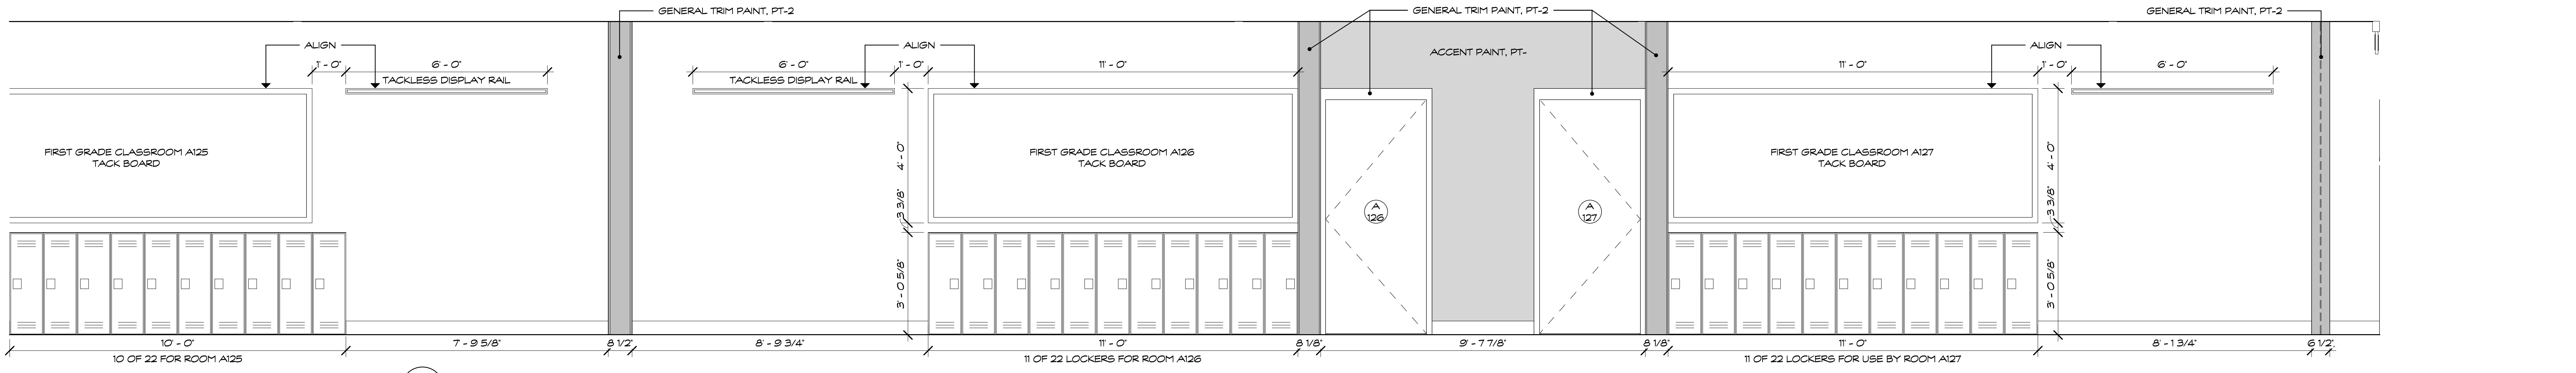 GENERAL TRIM PAINT, PT-2
GENERAL TRIM PAINT, PT-2
GENERAL TRIM PAINT, PT-2
ALIGN
ALIGN
ACCENT PAINT, PT-
ALIGN
1' - 0"
6' - 0"
6' - 0"
1' - 0"
11' - 0"
11' - 0"
1' - 0"
6' - 0"
TACKLESS DISPLAY RAIL
TACKLESS DISPLAY RAIL
FIRST GRADE CLASSROOM A125
TACK BOARD
4' - 0"
FIRST GRADE CLASSROOM A126
TACK BOARD
FIRST GRADE CLASSROOM A127
TACK BOARD
4' - 0"
3 3/8"
A
126
A
127
3 3/8"
3' - 0 5/8"
3' - 0 5/8"
10' - 0"
7' - 9 5/8"
8 1/2"
8' - 9 3/4"
11' - 0"
8 1/8"
9' - 7 7/8"
8 1/8"
11' - 0"
8' - 1 3/4"
6 1/2"
10 OF 22 FOR ROOM A125
11 OF 22 LOCKERS FOR ROOM A126
11 OF 22 LOCKERS FOR USE BY ROOM A127